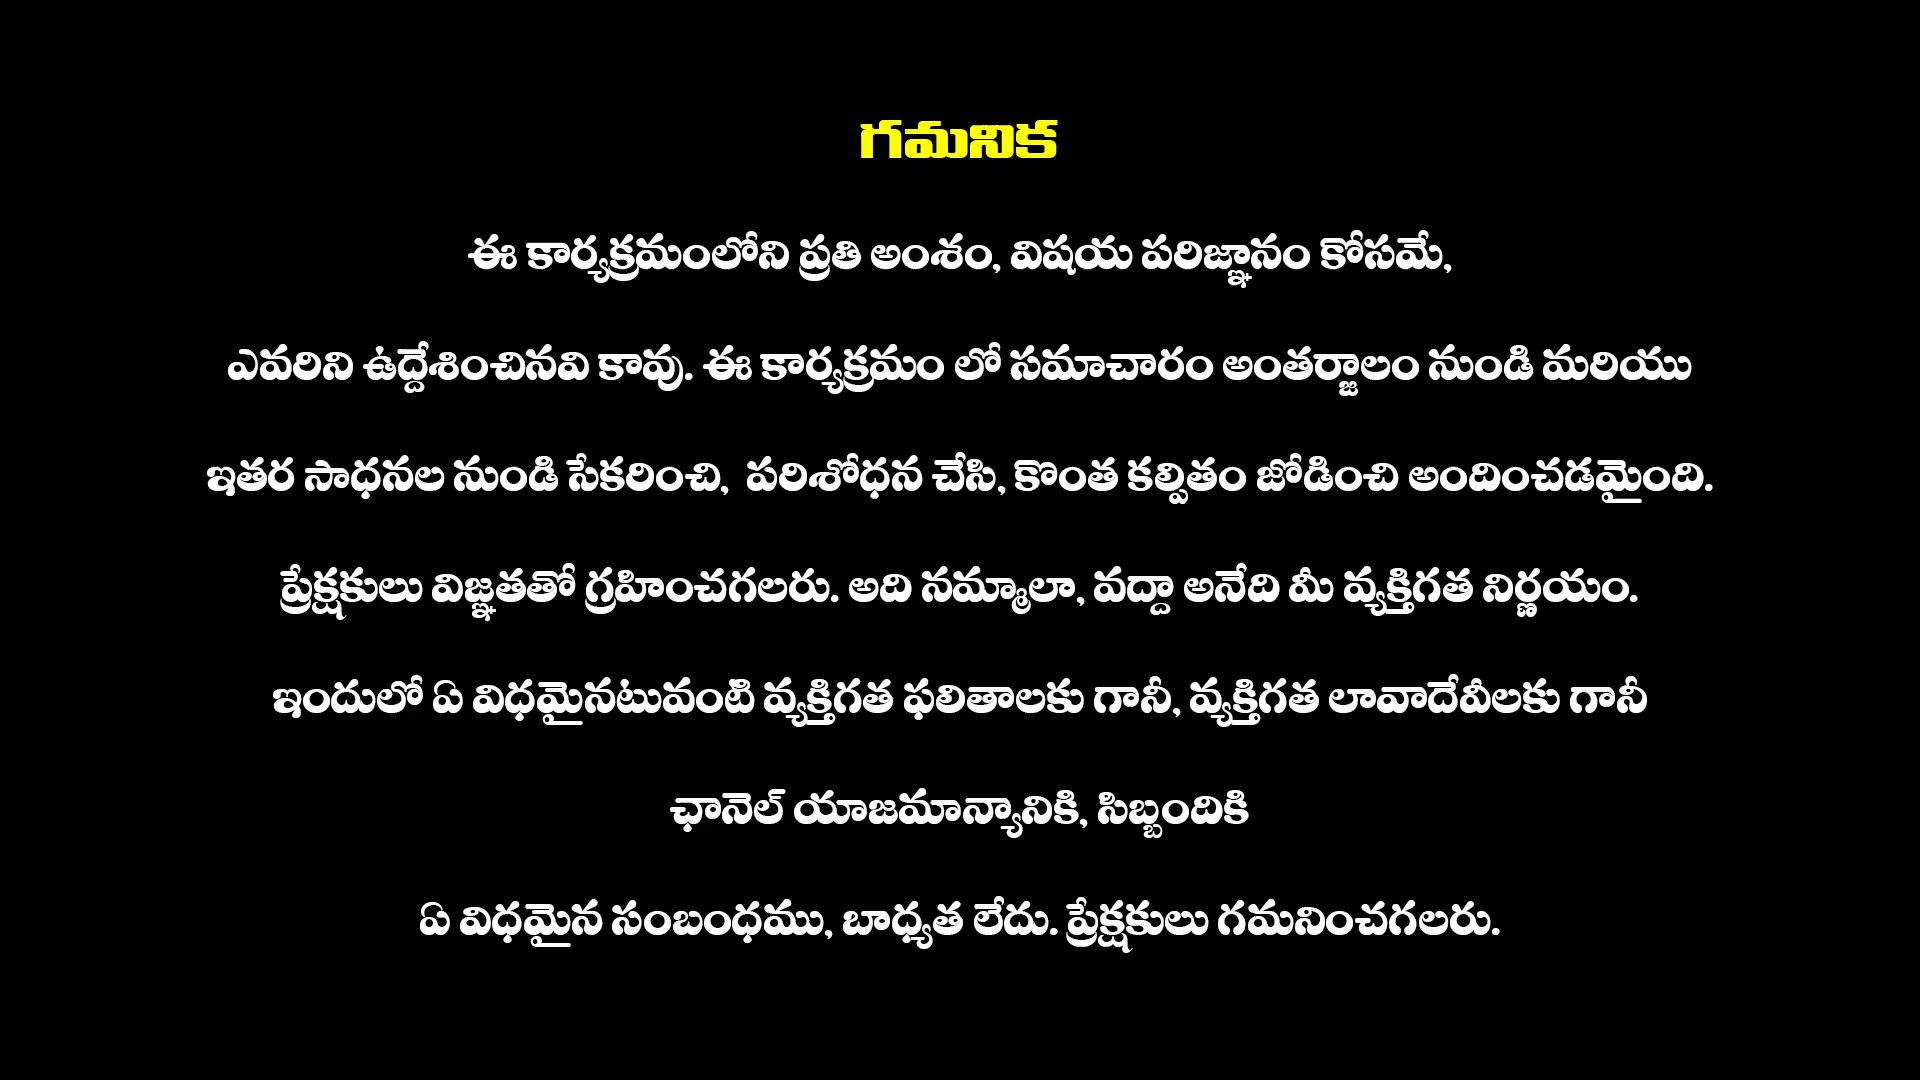 గమనిక
ఈ కార్యక్రమంలోని ప్రతి అంశం, విషయ పరిజ్ఞానం కోసమే,
ఎవరిని ఉద్దేశించినవి కావు. ఈ కార్యక్రమం లో సమాచారం అంతర్జాలం నుండి మరియు
ఇతర సాధనల నుండి సేకరించి, పరిశోధన చేసి, కొంత కల్పితం జోడించి అందించడమైంది.
ప్రేక్షకులు విజ్ఞతతో గ్రహించగలరు. అది నమ్మాలా, వద్దా అనేది మీ వ్యక్తిగత నిర్ణయం.
ఇందులో ఏ విధమైనటువంటి వ్యక్తిగత ఫలితాలకు గానీ, వ్యక్తిగత లావాదేవీలకు గానీ
ఛానెల్ యాజమాన్యానికి, సిబ్బందికి
ఏ విధమైన సంబంధము, బాధ్యత లేదు. ప్రేక్షకులు గమనించగలరు.